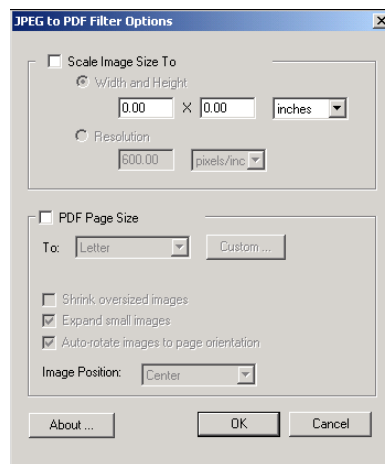 JPEG to PDF Filter Options
Scale Image Size To
Width and Height
0.00 X 0.00 inches
Resolution
600.00 pixels/inc
PDF Page Size
To: Letter Custom ...
Shrink oversized images
Expand small images
Auto-rotate images to page orientation
Image Position: Center
About ... OK Cancel